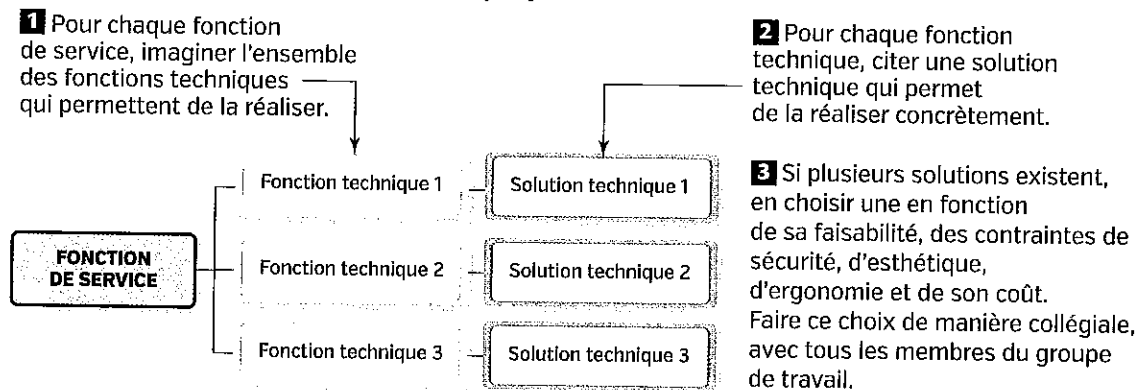 1 Pour chaque fonction
de service, imaginer l'ensemble
des fonctions techniques
qui permettent de la réaliser.
2 Pour chaque fonction
technique, citer une solution
technique qui permet
de la réaliser concrètement.
3 Si plusieurs solutions existent,
en choisir une en fonction
de sa faisabilité, des contraintes de
sécurité, d'esthétique,
d'ergonomie et de son coût.
Faire ce choix de manière collégiale,
avec tous les membres du groupe
de travail.
FONCTION
DE SERVICE
Fonction technique 1
Solution technique 1
Fonction technique 2
Solution technique 2
Fonction technique 3
Solution technique 3